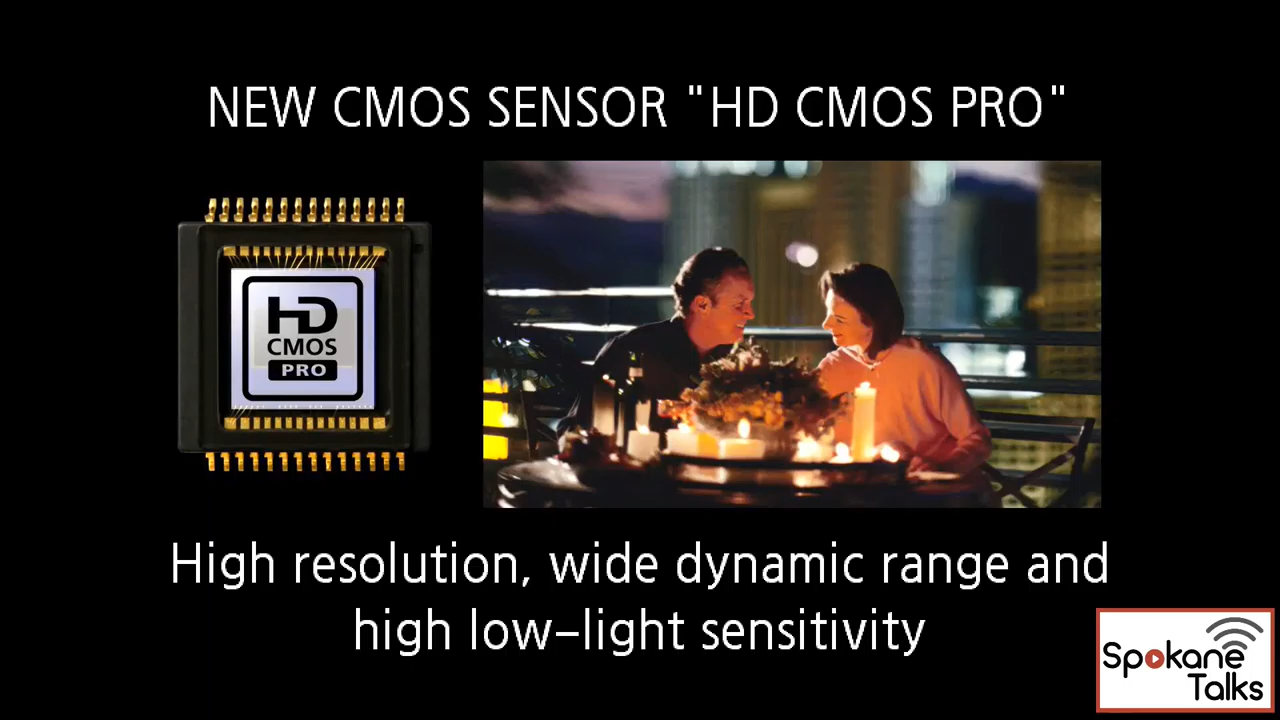 NEW CMOS SENSOR "HD CMOS PRO"
HD
CMOS
PRO
High resolution, wide dynamic range and
high low–light sensitivity
Spokane
Talks